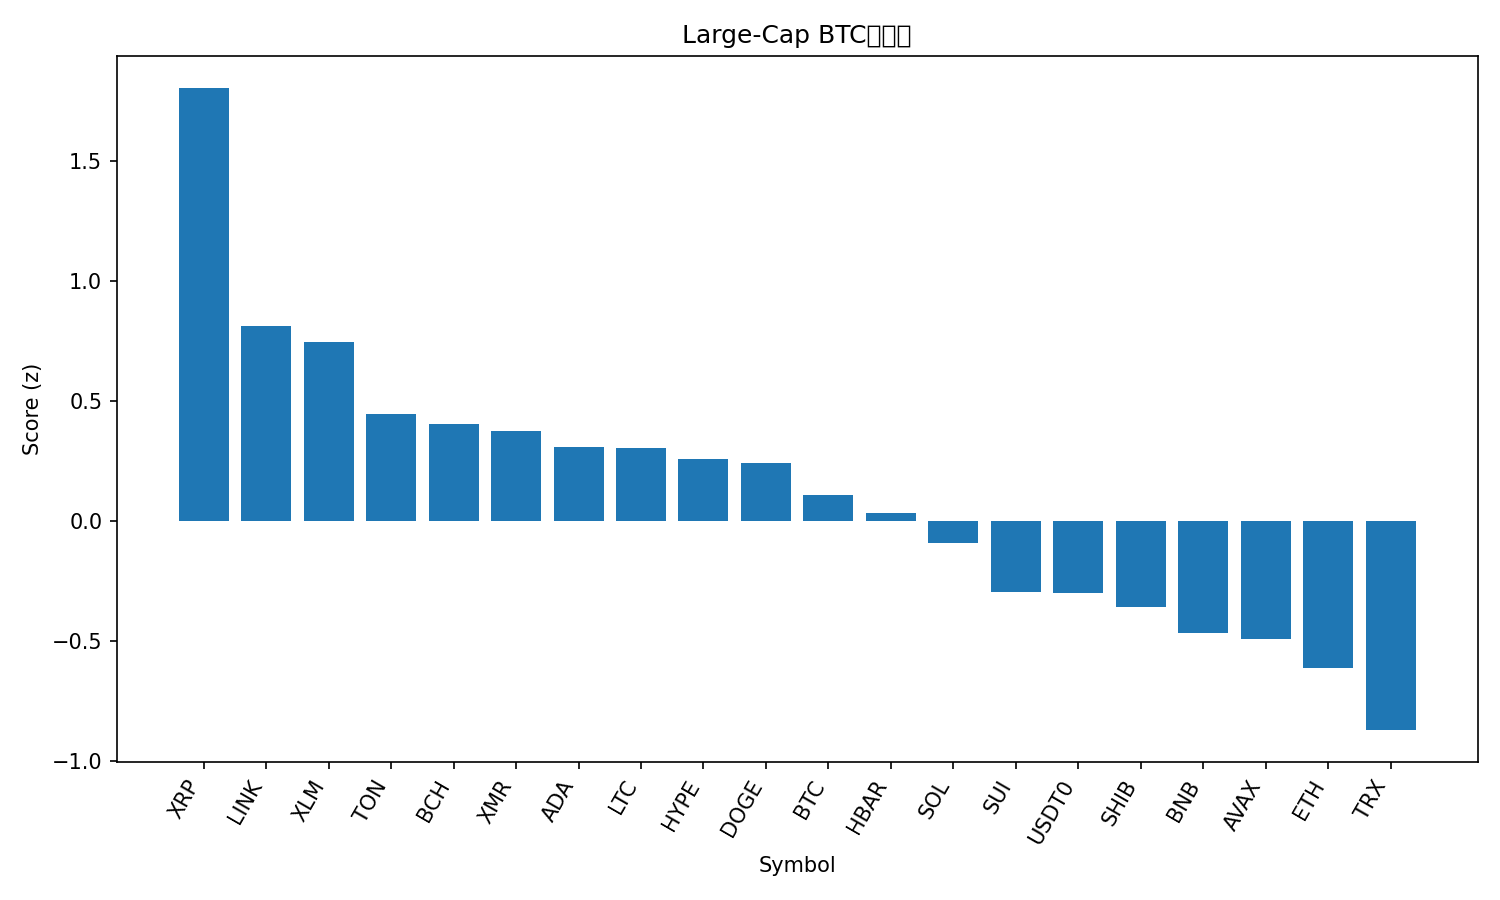 Large-Cap BTC
1.5
1.0
0.5
0.0
−0.5
−1.0
Score (z)
XRP
LINK
XLM
TON
BCH
XMR
ADA
LTC
HYPE
DOGE
BTC
HBAR
SOL
SUI
USDT0
SHIB
BNB
AVAX
ETH
TRX
Symbol